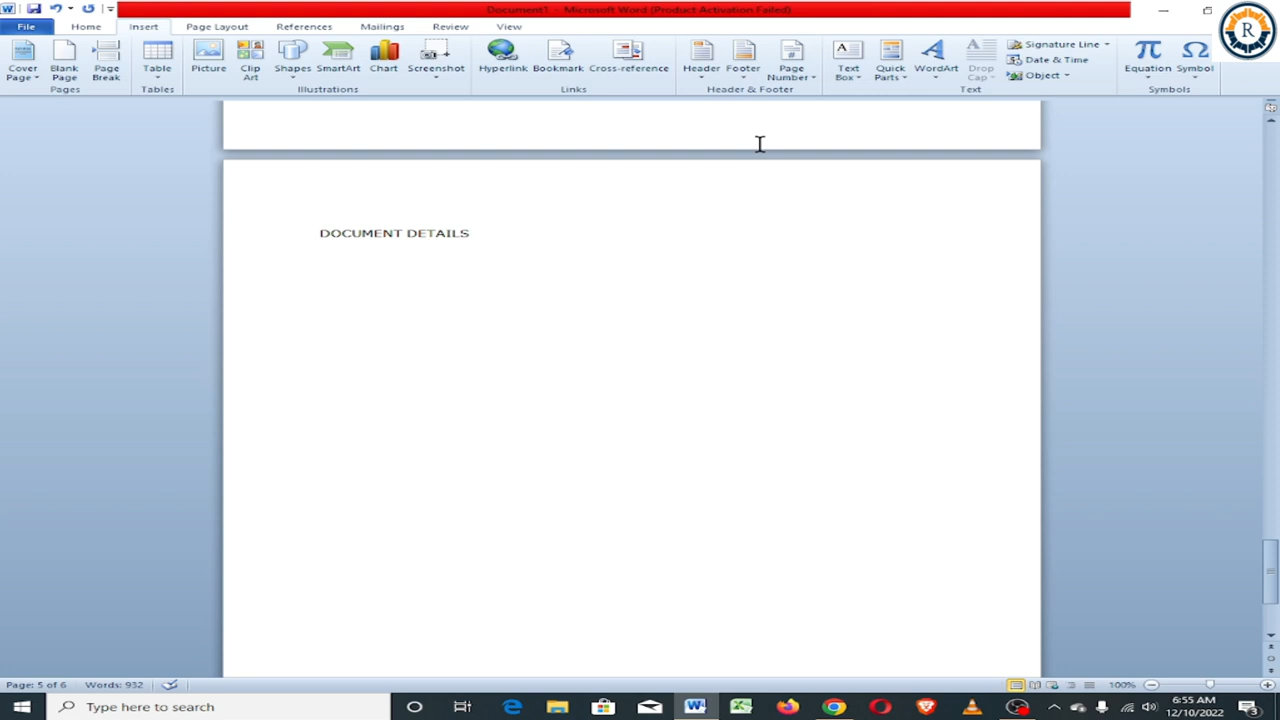 Document1 - Microsoft Word (Product Activation Failed)
File Home Insert Page Layout References Mailings Review View
Cover Page Blank Page Page Break Table Picture Clip Art Shapes SmartArt Chart Screenshot Hyperlink Bookmark Cross-reference Header Footer Page Number Text Box Quick Parts WordArt Drop Cap Signature Line Date & Time Object Equation Symbol
Pages Tables Illustrations Links Header & Footer Text Symbols
R
DOCUMENT DETAILS
Page: 5 of 6 Words: 932 100%
Type here to search
6:55 AM
12/10/2022
3